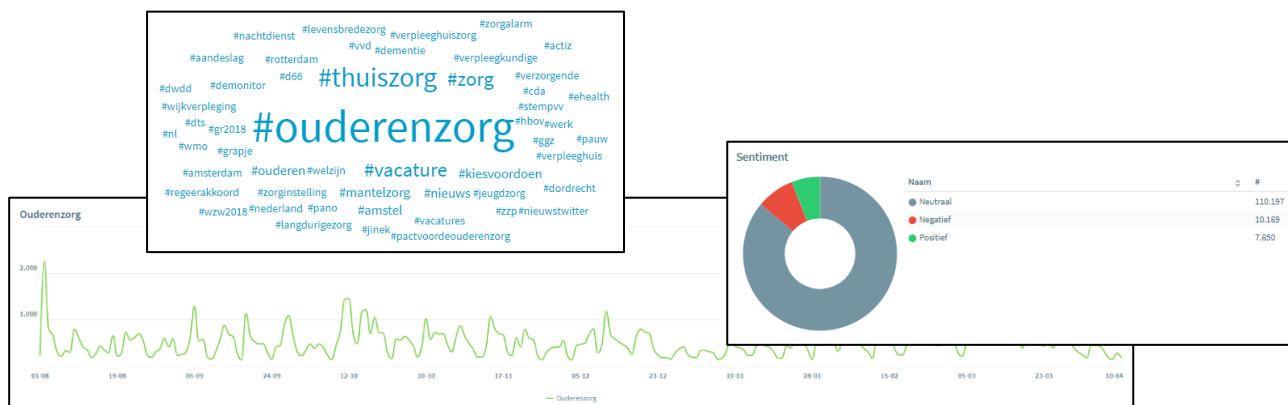 #zorgalarm
#nachtdienst #levensbredezorg #verpleeghuiszorg
#vvd #dementie #actiz
#aandeslag #rotterdam #verpleegkundige
#d66 #thuiszorg #zorg #verzorgende
#dwdd #demonitor #cda #ehealth
#wijkverpleging #stempvv
#dts #gr2018 #ouderenzorg #hbov #werk
#nl #ggz #pauw
#wmo #grapje #verpleeghuis
#amsterdam #ouderen #welzijn #vacature #kiesvoordoen
#regeerakkoord #zorginstelling #mantelzorg #nieuws #jeugdzorg #dordrecht
#wzw2018 #nederland #pano #amstel #zzp #nieuwstwitter
#langdurigezorg #vacatures
#jinek #pactvoordeouderenzorg
Sentiment
Naam #
Neutraal 110.197
Negatief 10.169
Positief 7.650
Ouderenzorg
2,000
1,000
01-08 19-08 06-09 24-09 12-10 30-10 17-11 05-12 23-12 10-01 28-01 15-02 05-03 23-03 10-04
Ouderenzorg